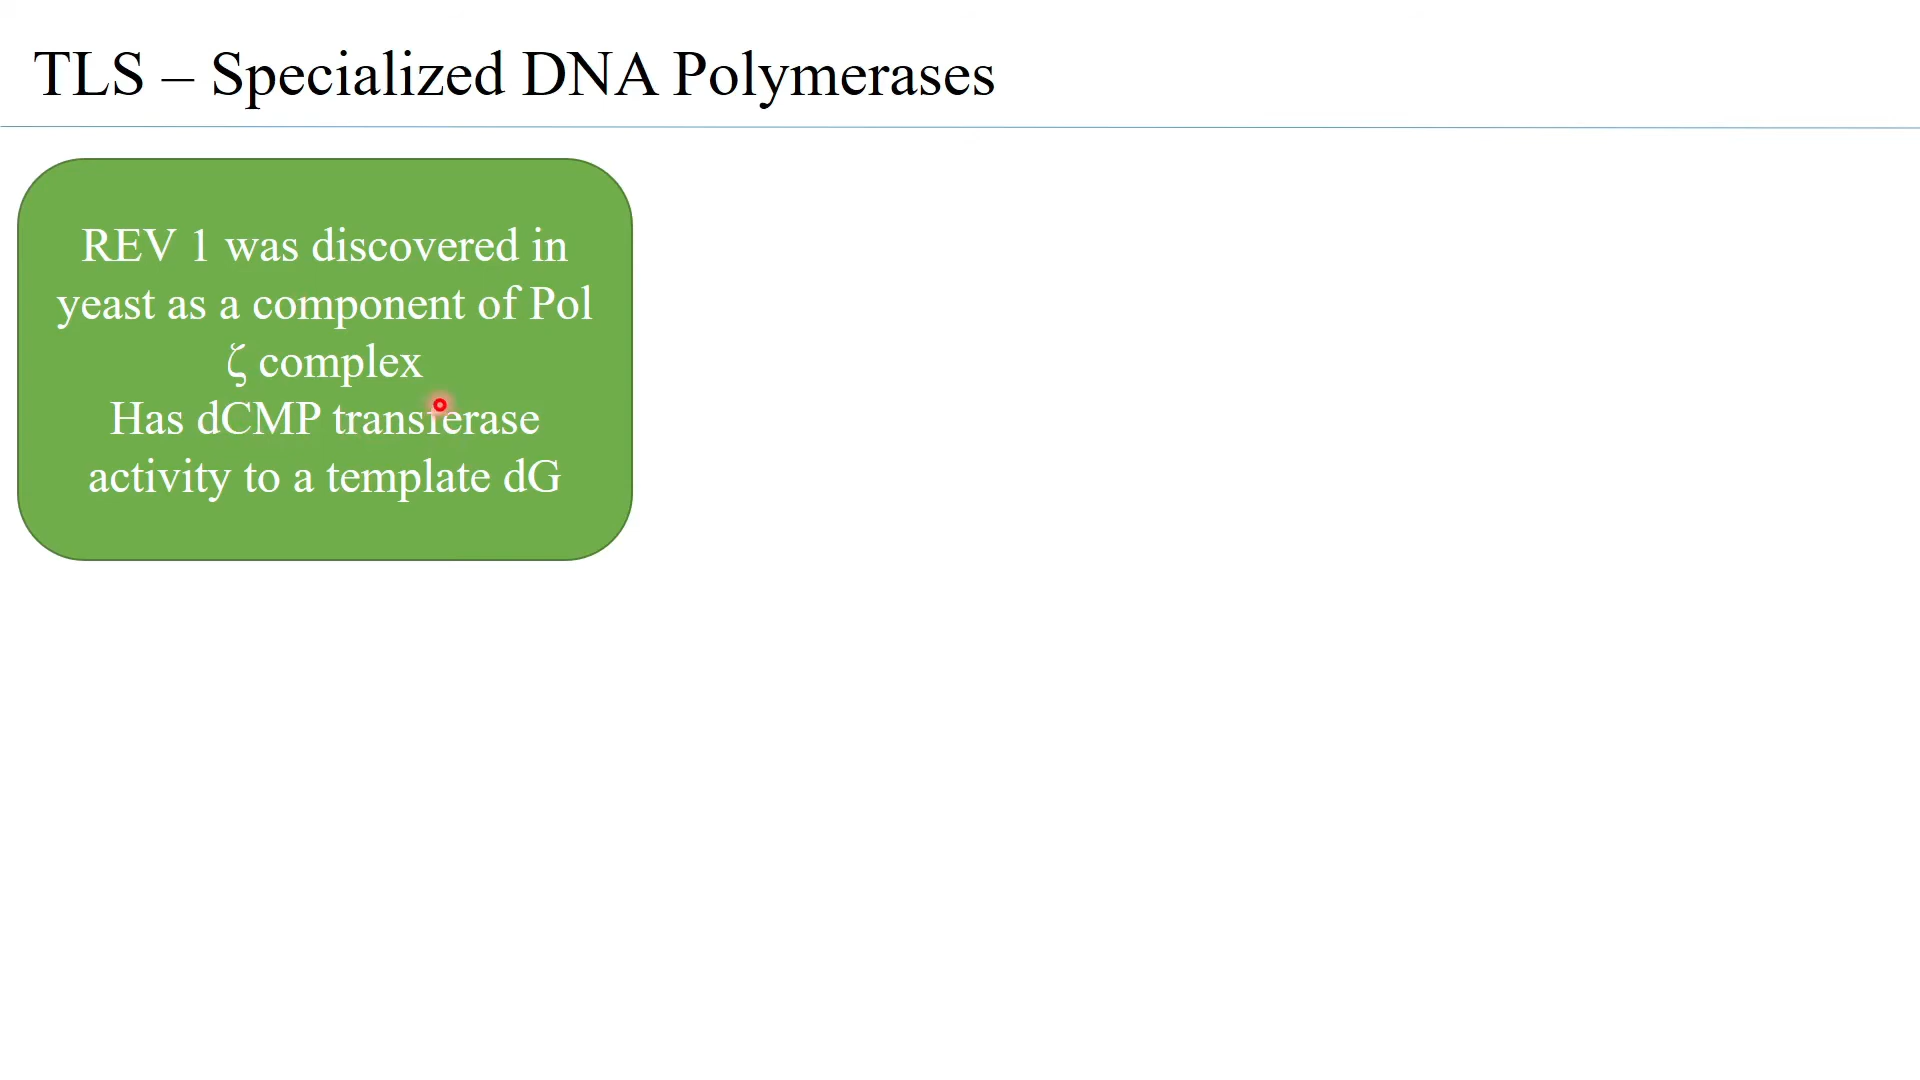 TLS – Specialized DNA Polymerases
REV 1 was discovered in
yeast as a component of Pol
ζ complex
Has dCMP transferase
activity to a template dG